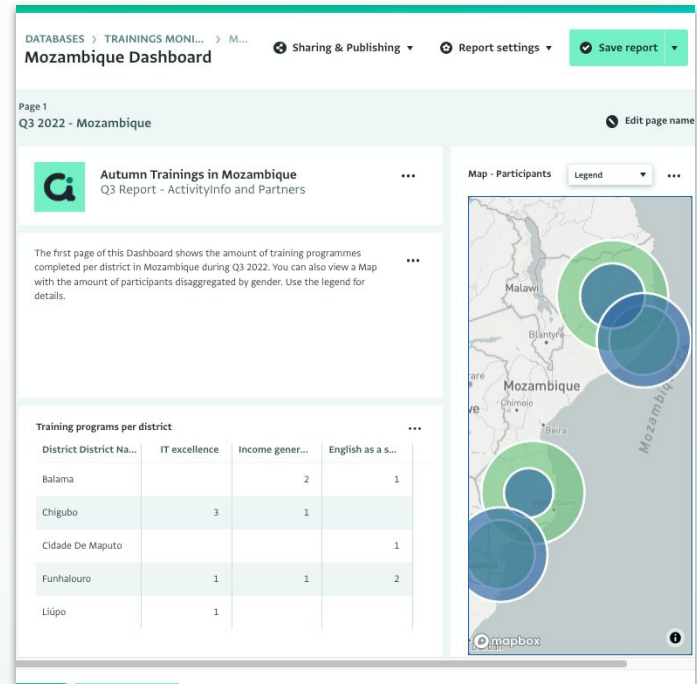 DATABASES > TRAININGS MONI... > M...
Mozambique Dashboard
Sharing & Publishing
Report settings
Save report
Page 1
Q3 2022 - Mozambique
Edit page name
Autumn Trainings in Mozambique
Q3 Report - ActivityInfo and Partners
...
The first page of this Dashboard shows the amount of training programmes
completed per district in Mozambique during Q3 2022. You can also view a Map
with the amount of participants disaggregated by gender. Use the legend for
details.
...
Training programs per district
...
District District Na... IT excellence Income gener... English as a s...
Balama 2 1
Chigubo 3 1
Cidade De Maputo 1
Funhalouro 1 1 2
Liúpo 1
Map - Participants Legend ...
Malawi
Blantyre
Mozambique
Chimoio
Beira
Mozambique
mapbox